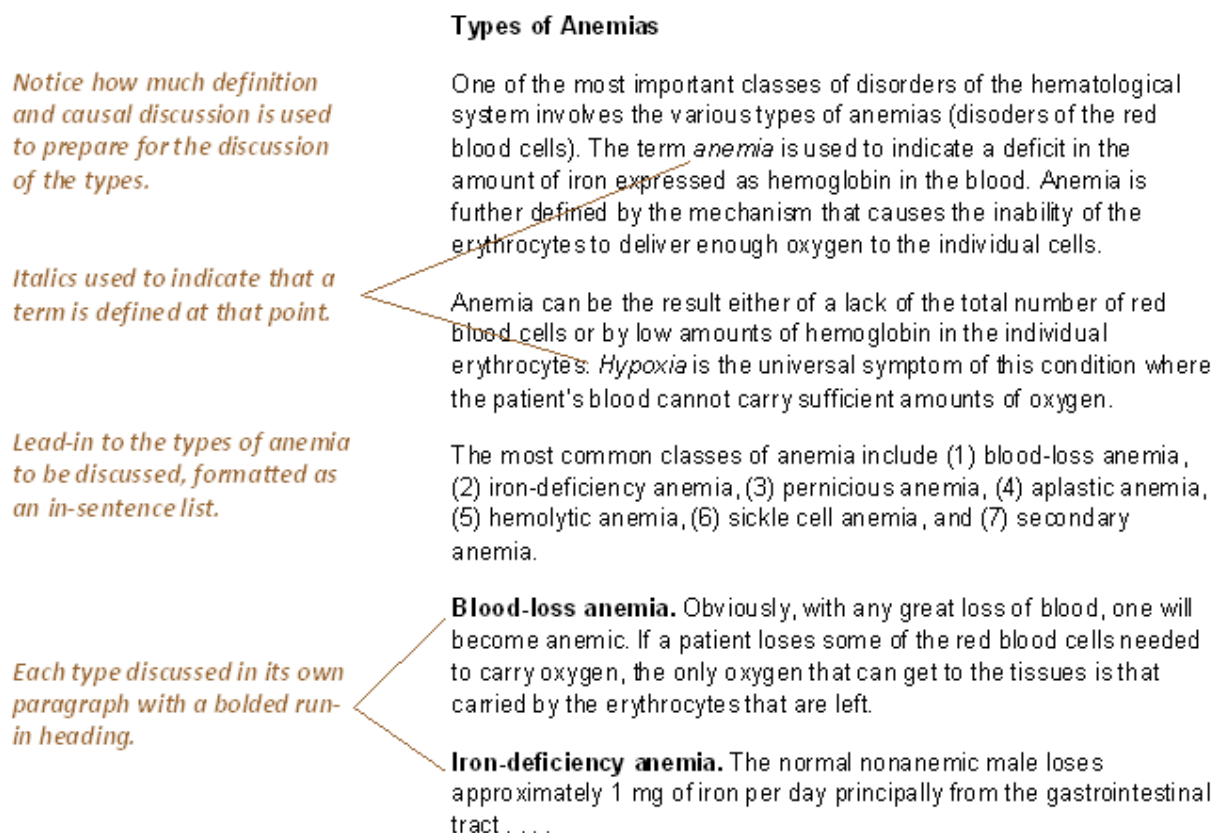 Types of Anemias
Notice how much definition
and causal discussion is used
to prepare for the discussion
of the types.
One of the most important classes of disorders of the hematological
system involves the various types of anemias (disoders of the red
blood cells). The term anemia is used to indicate a deficit in the
amount of iron expressed as hemoglobin in the blood. Anemia is
further defined by the mechanism that causes the inability of the
erythrocytes to deliver enough oxygen to the individual cells.
Italics used to indicate that a
term is defined at that point.
Anemia can be the result either of a lack of the total number of red
blood cells or by low amounts of hemoglobin in the individual
erythrocytes. Hypoxia is the universal symptom of this condition where
the patient's blood cannot carry sufficient amounts of oxygen.
Lead-in to the types of anemia
to be discussed, formatted as
an in-sentence list.
The most common classes of anemia include (1) blood-loss anemia,
(2) iron-deficiency anemia, (3) pernicious anemia, (4) aplastic anemia,
(5) hemolytic anemia, (6) sickle cell anemia, and (7) secondary
anemia.
Each type discussed in its own
paragraph with a bolded run-
in heading.
Blood-loss anemia. Obviously, with any great loss of blood, one will
become anemic. If a patient loses some of the red blood cells needed
to carry oxygen, the only oxygen that can get to the tissues is that
carried by the erythrocytes that are left.
Iron-deficiency anemia. The normal nonanemic male loses
approximately 1 mg of iron per day principally from the gastrointestinal
tract . . . .